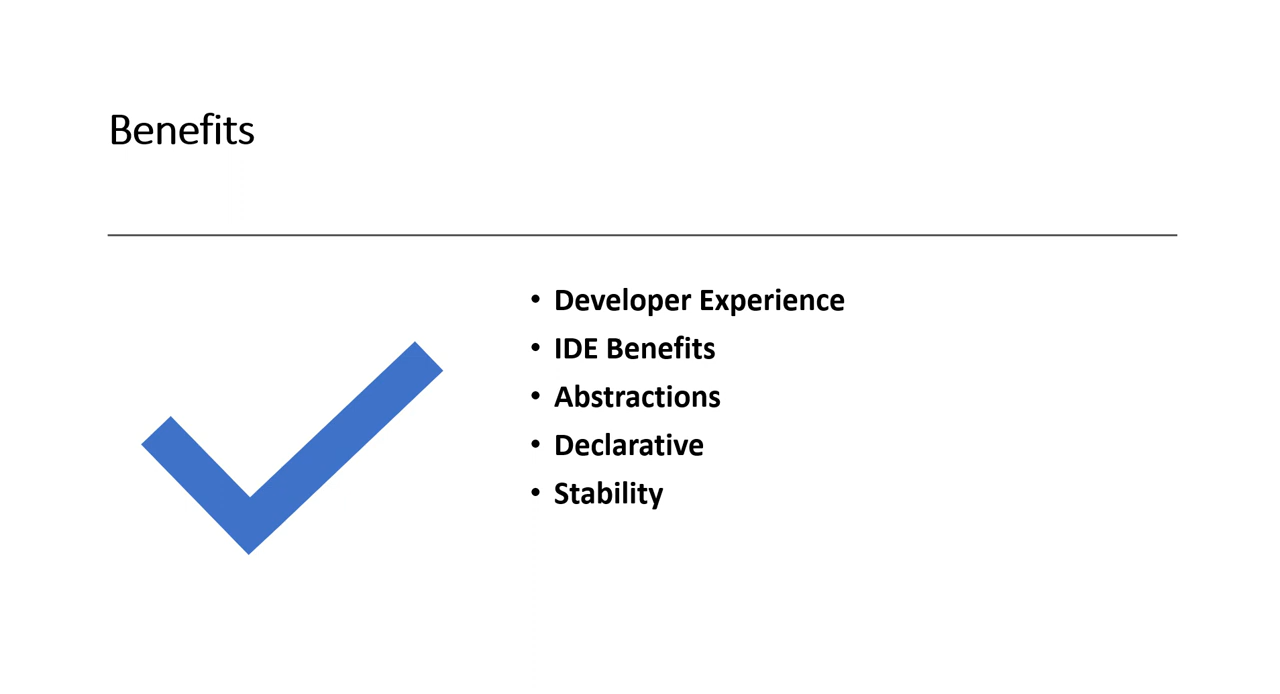 Benefits
• Developer Experience
• IDE Benefits
• Abstractions
• Declarative
• Stability